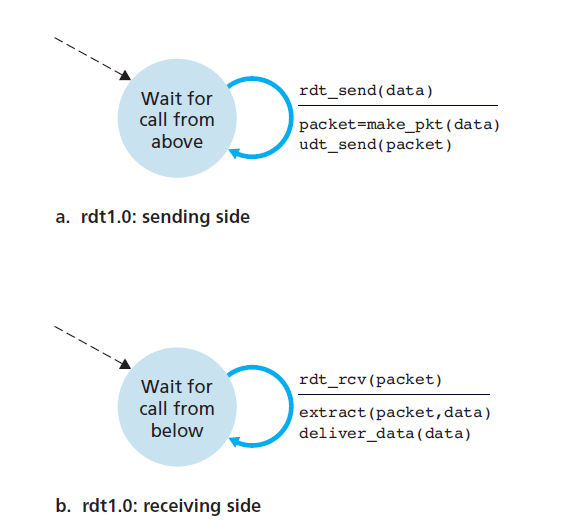 Wait for
call from
above
rdt_send(data)
packet=make_pkt(data)
udt_send(packet)
a. rdt1.0: sending side
Wait for
call from
below
rdt_rcv(packet)
extract(packet,data)
deliver_data(data)
b. rdt1.0: receiving side